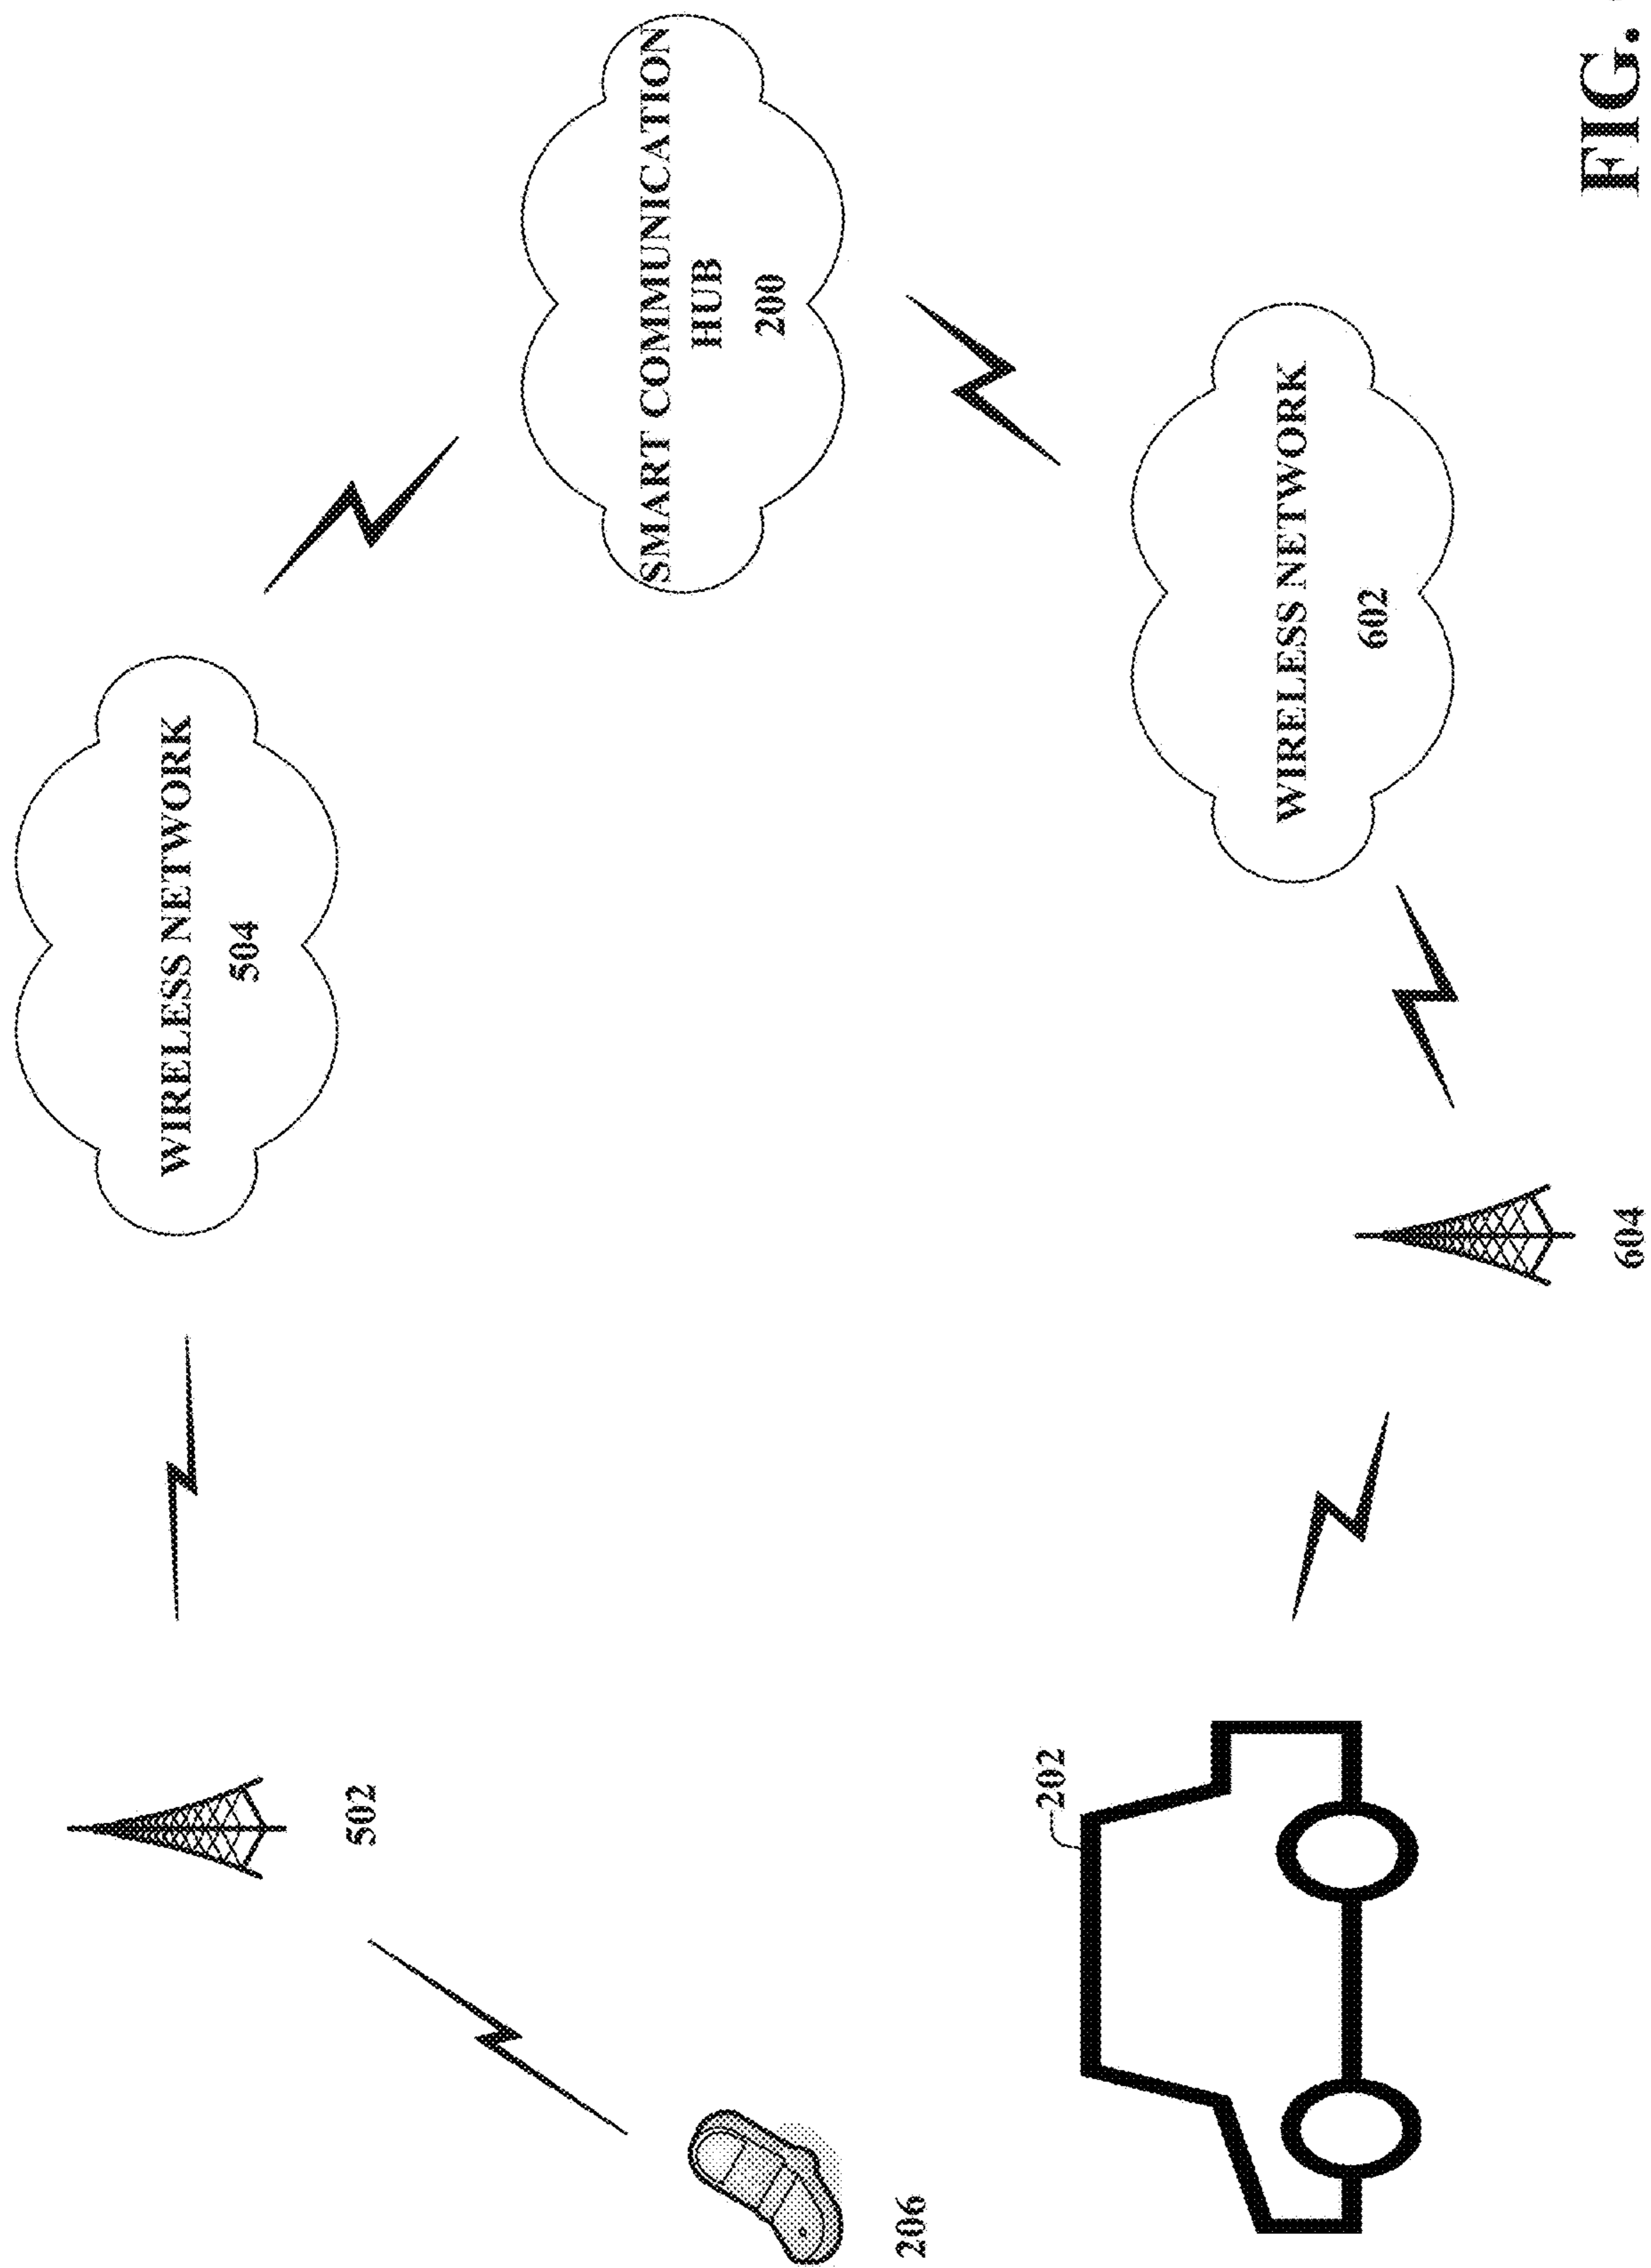 WIRELESS NETWORK
504
502
SMART COMMUNICATION
HUB
200
206
202
WIRELESS NETWORK
602
604
FIG.